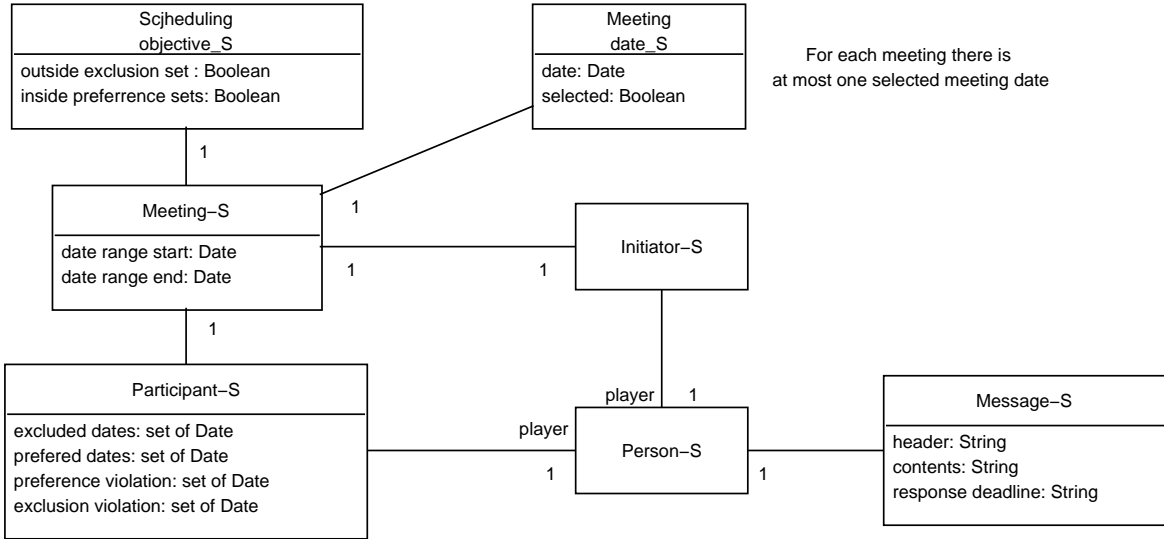 Scjheduling
objective_S
outside exclusion set : Boolean
inside preferrence sets: Boolean
Meeting
date_S
date: Date
selected: Boolean
For each meeting there is
at most one selected meeting date
1
Meeting–S
date range start: Date
date range end: Date
1
1
1
Initiator–S
1
Participant–S
excluded dates: set of Date
prefered dates: set of Date
preference violation: set of Date
exclusion violation: set of Date
player
1
player
1
Person–S
1
Message–S
header: String
contents: String
response deadline: String